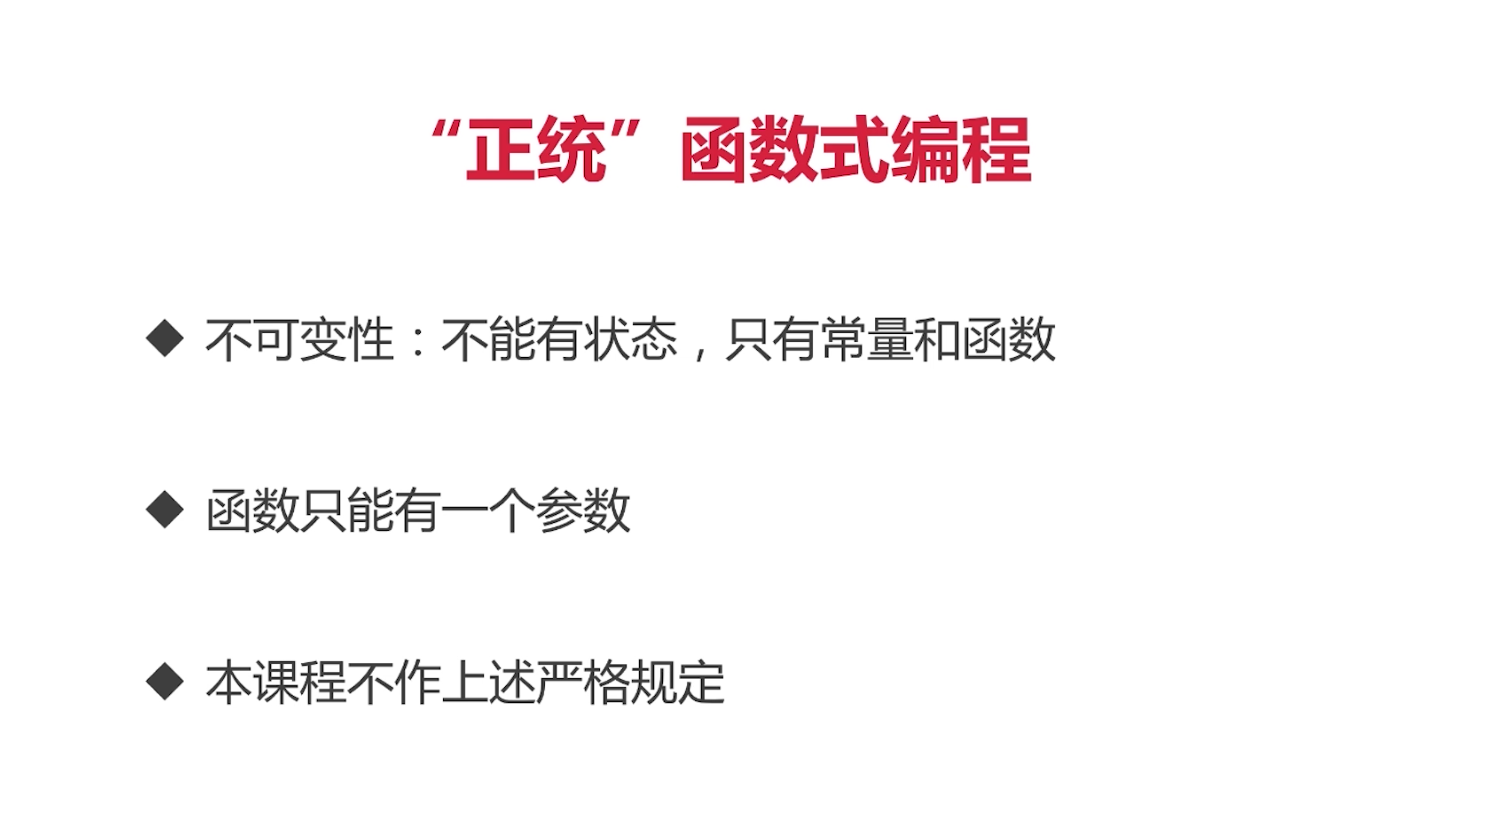 “正统”函数式编程
◆ 不可变性：不能有状态，只有常量和函数
◆ 函数只能有一个参数
◆ 本课程不作上述严格规定